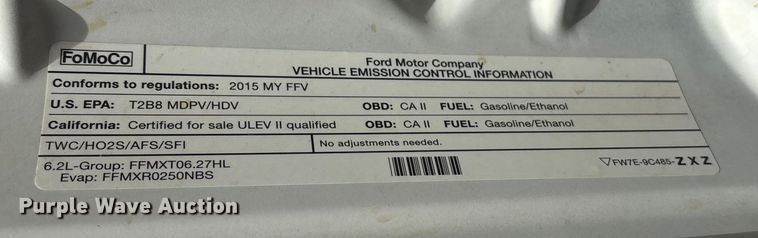 FoMoCo
Ford Motor Company
VEHICLE EMISSION CONTROL INFORMATION
Conforms to regulations: 2015 MY FFV
U.S. EPA: T2B8 MDPV/HDV OBD: CA II FUEL: Gasoline/Ethanol
California: Certified for sale ULEV II qualified OBD: CA II FUEL: Gasoline/Ethanol
TWC/HO2S/AFS/SFI No adjustments needed.
6.2L-Group: FFMXT06.27HL
Evap: FFMXR0250NBS
▽FW7E-9C485-ZXZ
Purple Wave Auction